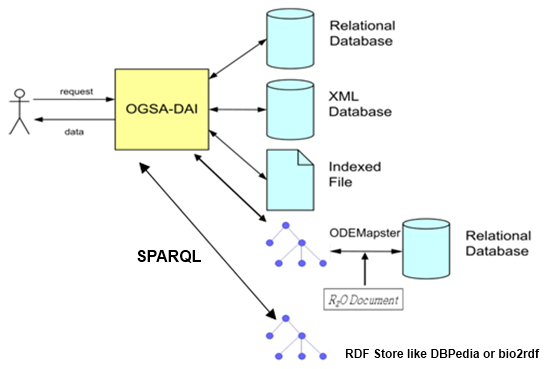 Relational
Database
request
OGSA-DAI
XML
Database
data
Indexed
File
ODEMapster
Relational
Database
SPARQL
R2O Document
RDF Store like DBPedia or bio2rdf